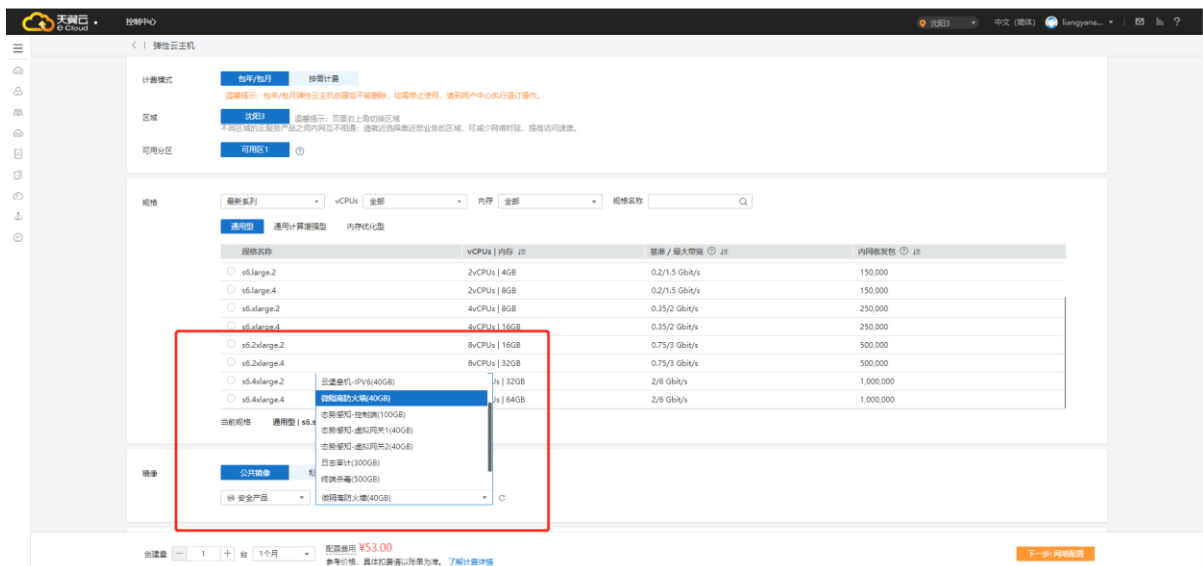 天翼云
e Cloud
控制中心
沈阳3
中文 (简体)
liangyana...
弹性云主机
计费模式
包年/包月
按需计费
温馨提示：包年/包月弹性云主机创建后不能删除，如需停止使用，请到用户中心执行退订操作。
区域
沈阳3
温馨提示：页面右上角切换区域
不同区域的云服务产品之间内网互不相通；请就近选择靠近您业务的区域，可减少网络时延，提高访问速度。
可用分区
可用区1
规格
最新系列
vCPUs 全部
内存 全部
规格名称
通用型 通用计算增强型 内存优化型
规格名称 vCPUs | 内存 基准 / 最大带宽 内网收发包
s6.large.2 2vCPUs | 4GB 0.2/1.5 Gbit/s 150,000
s6.large.4 2vCPUs | 8GB 0.2/1.5 Gbit/s 150,000
s6.xlarge.2 4vCPUs | 8GB 0.35/2 Gbit/s 250,000
s6.xlarge.4 4vCPUs | 16GB 0.35/2 Gbit/s 250,000
s6.2xlarge.2 8vCPUs | 16GB 0.75/3 Gbit/s 500,000
s6.2xlarge.4 8vCPUs | 32GB 0.75/3 Gbit/s 500,000
s6.4xlarge.2 Js | 32GB 2/6 Gbit/s 1,000,000
s6.4xlarge.4 Js | 64GB 2/6 Gbit/s 1,000,000
云堡垒机-IPV6(40GB)
微隔离防火墙(40GB)
态势感知-控制端(100GB)
态势感知-虚拟网关1(40GB)
态势感知-虚拟网关2(40GB)
日志审计(300GB)
终端杀毒(500GB)
当前规格 通用型 | s6.s
镜像
公共镜像
安全产品
微隔离防火墙(40GB)
创建量 1 台 1个月
配置费用 ¥53.00
参考价格，具体扣费请以账单为准。 了解计费详情
下一步: 网络配置